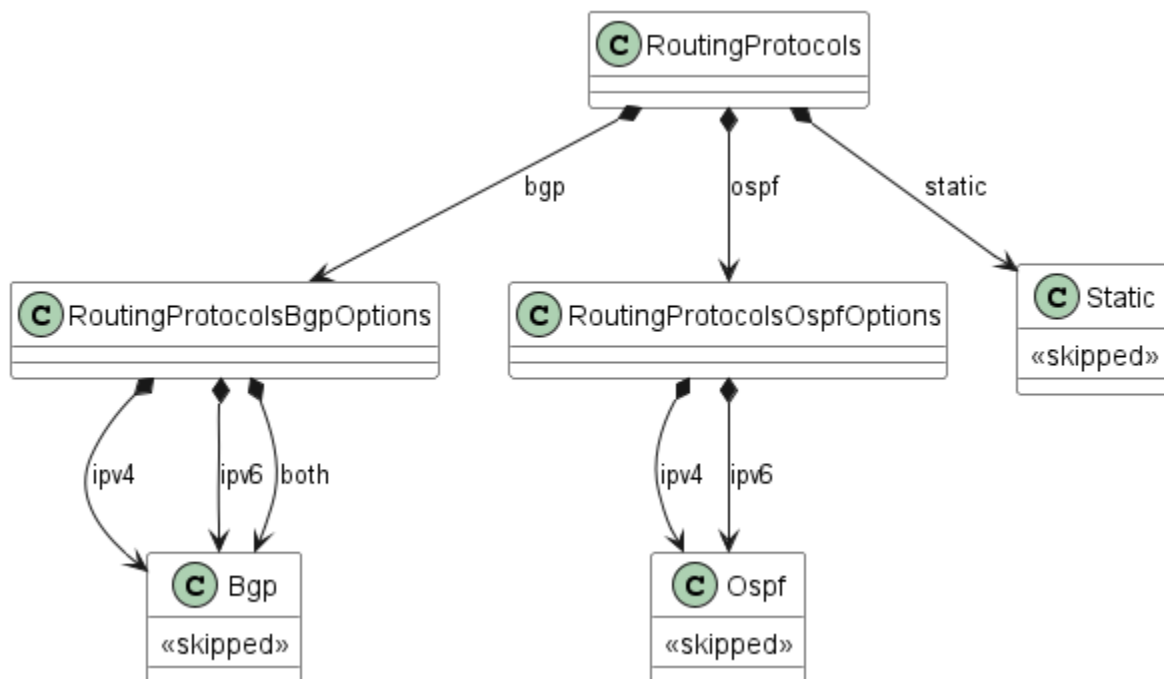 C RoutingProtocols
bgp
ospf
static
C RoutingProtocolsBgpOptions
C RoutingProtocolsOspfOptions
C Static
«skipped»
ipv4
ipv6
both
ipv4
ipv6
C Bgp
«skipped»
C Ospf
«skipped»